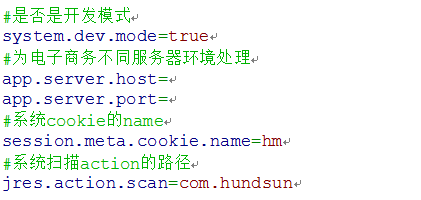 #是否是开发模式
system.dev.mode=true
#为电子商务不同服务器环境处理
app.server.host=
app.server.port=
#系统cookie的name
session.meta.cookie.name=hm
#系统扫描action的路径
jres.action.scan=com.hundsun